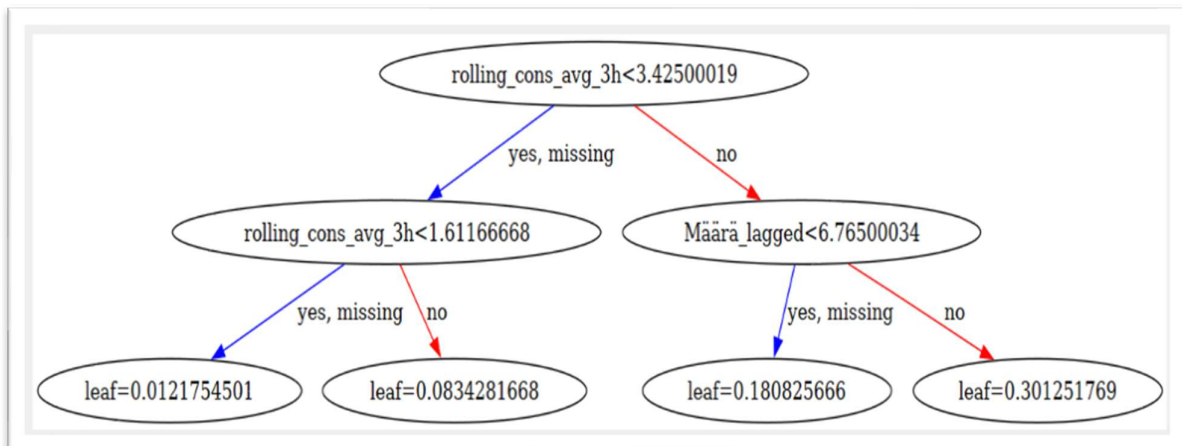 rolling_cons_avg_3h<3.42500019
yes, missing
no
rolling_cons_avg_3h<1.61166668
Määrä_lagged<6.76500034
yes, missing
no
yes, missing
no
leaf=0.0121754501
leaf=0.0834281668
leaf=0.180825666
leaf=0.301251769